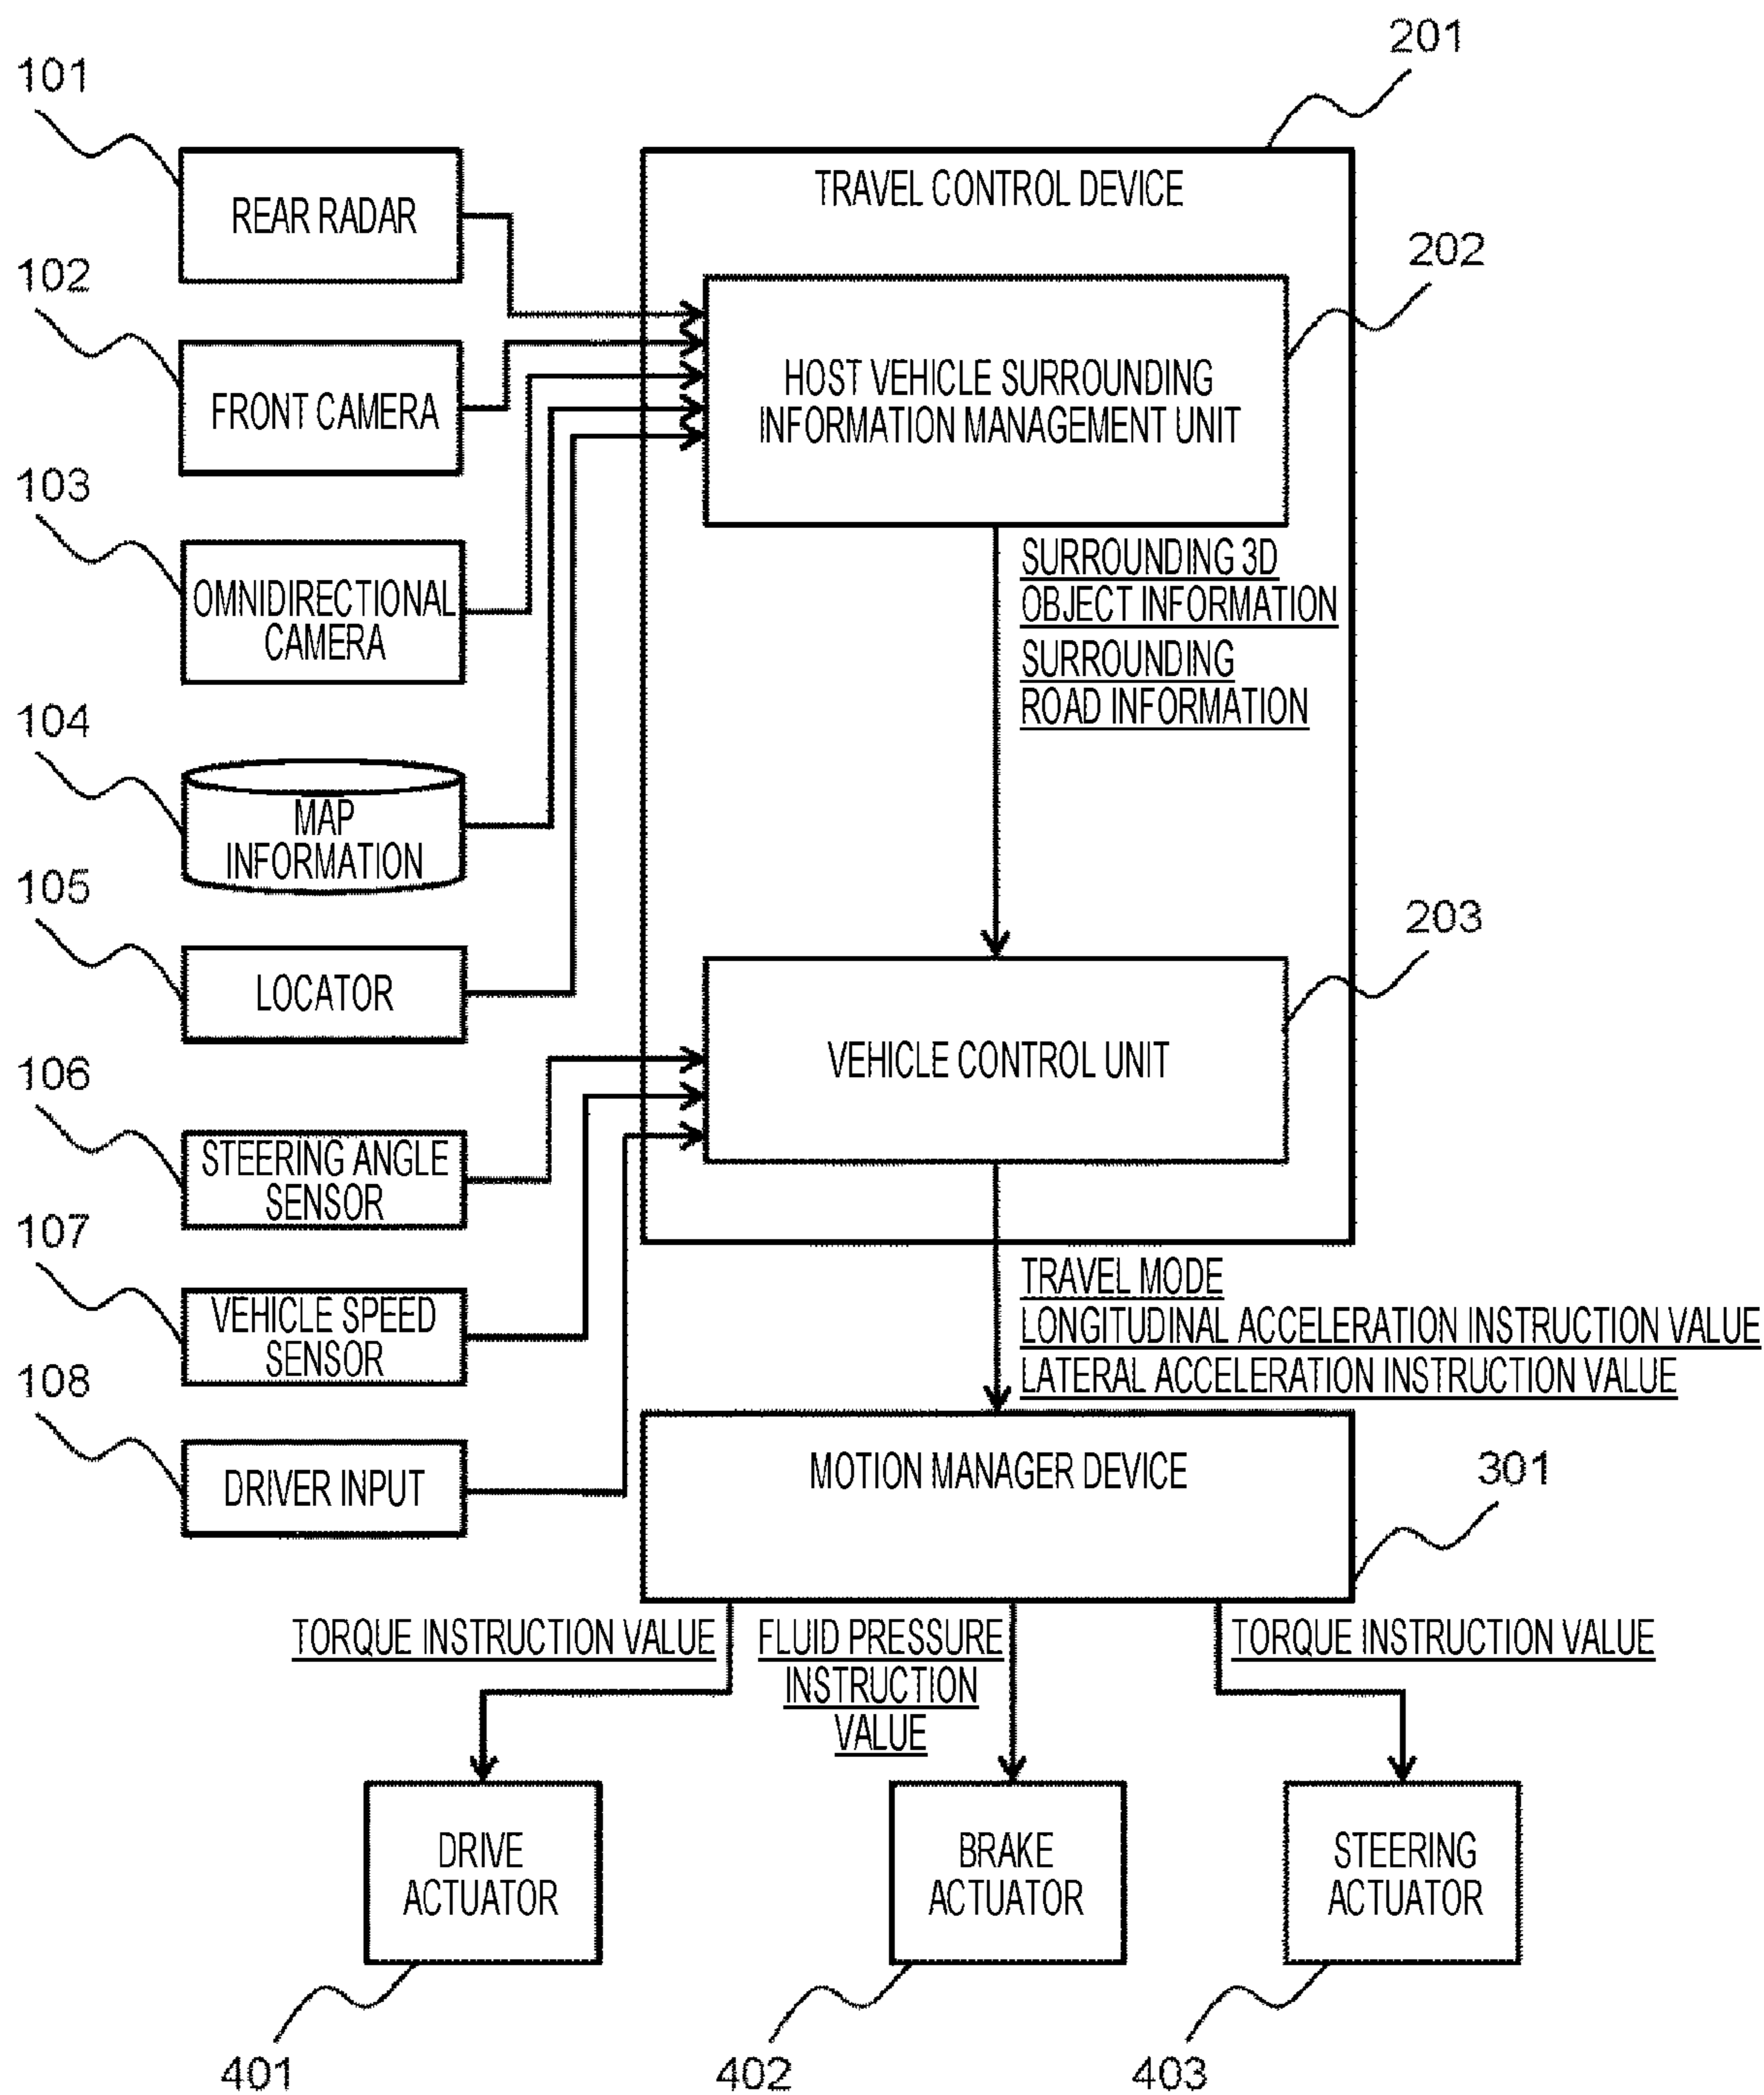 201
101
TRAVEL CONTROL DEVICE
REAR RADAR
202
102
HOST VEHICLE SURROUNDING
INFORMATION MANAGEMENT UNIT
FRONT CAMERA
103
SURROUNDING 3D
OBJECT INFORMATION
SURROUNDING
ROAD INFORMATION
OMNIDIRECTIONAL
CAMERA
104
MAP
INFORMATION
105
203
LOCATOR
VEHICLE CONTROL UNIT
106
STEERING ANGLE
SENSOR
107
TRAVEL MODE
LONGITUDINAL ACCELERATION INSTRUCTION VALUE
LATERAL ACCELERATION INSTRUCTION VALUE
VEHICLE SPEED
SENSOR
108
MOTION MANAGER DEVICE
301
DRIVER INPUT
TORQUE INSTRUCTION VALUE
FLUID PRESSURE
INSTRUCTION
VALUE
TORQUE INSTRUCTION VALUE
DRIVE
ACTUATOR
BRAKE
ACTUATOR
STEERING
ACTUATOR
401
402
403